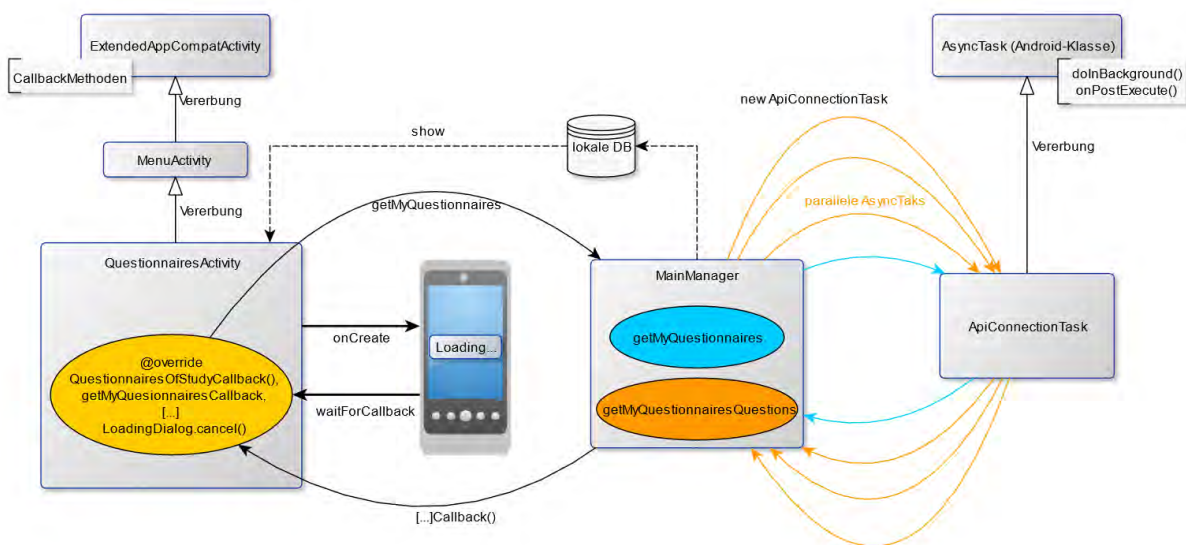 ExtendedAppCompatActivity
CallbackMethoden
Vererbung
MenuActivity
Vererbung
QuestionnairesActivity
@override
QuestionnairesOfStudyCallback(),
getMyQuesionnairesCallback,
[...]
LoadingDialog.cancel()
show
lokale DB
getMyQuestionnaires
onCreate
Loading...
waitForCallback
[...]Callback()
MainManager
getMyQuestionnaires
getMyQuestionnairesQuestions
new ApiConnectionTask
parallele AsyncTaks
AsyncTask (Android-Klasse)
doInBackground()
onPostExecute()
Vererbung
ApiConnectionTask